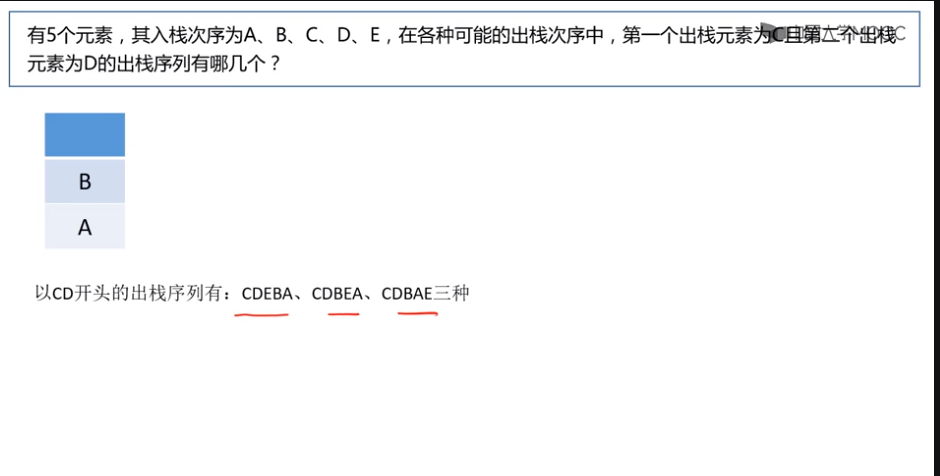 有5个元素，其入栈次序为A、B、C、D、E，在各种可能的出栈次序中，第一个出栈元素为C且第二个出栈
元素为D的出栈序列有哪几个？
B
A
以CD开头的出栈序列有：CDEBA、CDBEA、CDBAE三种